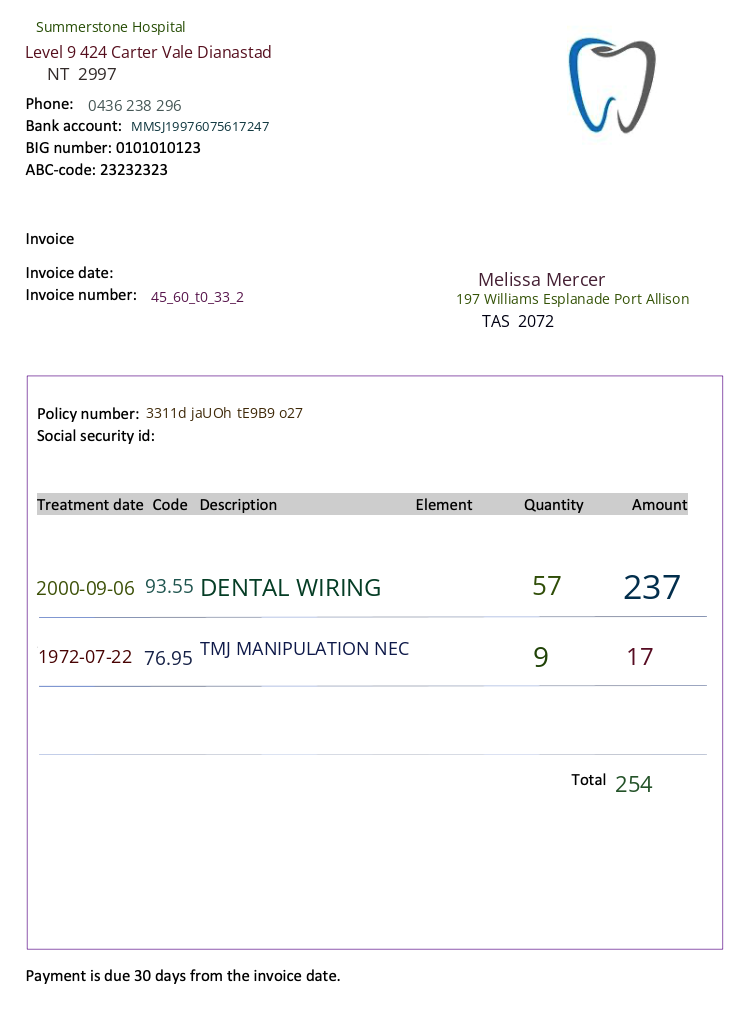 Summerstone Hospital
Level 9 424 Carter Vale Dianastad
NT 2997
Phone: 0436 238 296
Bank account: MMSJ19976075617247
BIG number: 0101010123
ABC-code: 23232323
Invoice
Invoice date:
Invoice number: 45_60_t0_33_2
Melissa Mercer
197 Williams Esplanade Port Allison
TAS 2072
Policy number: 3311d jaUOh tE9B9 o27
Social security id:
Treatment date Code Description Element Quantity Amount
2000-09-06 93.55 DENTAL WIRING 57 237
1972-07-22 76.95 TMJ MANIPULATION NEC 9 17
Total 254
Payment is due 30 days from the invoice date.